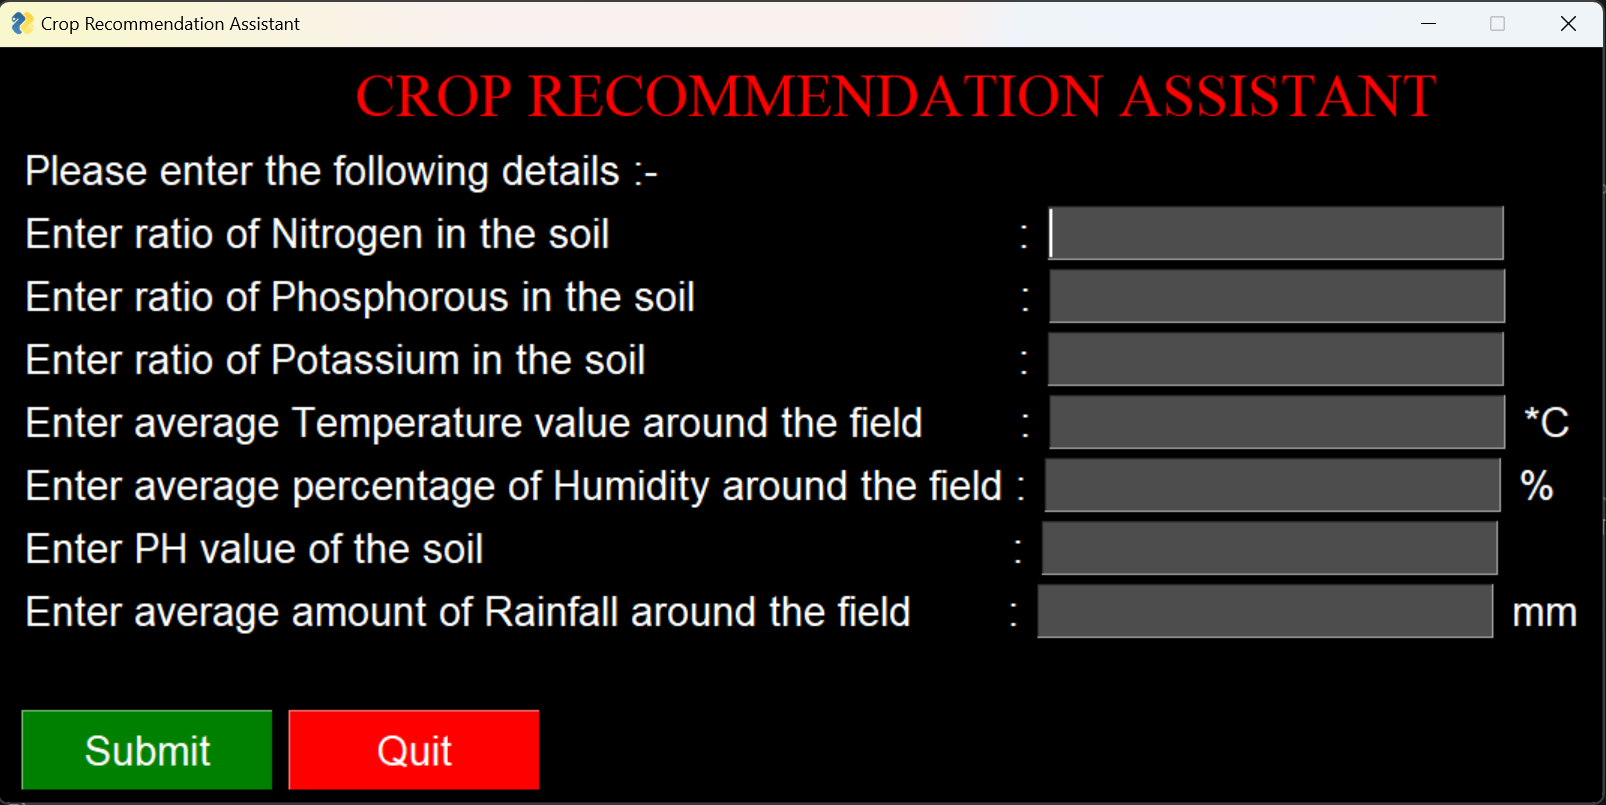 Crop Recommendation Assistant
CROP RECOMMENDATION ASSISTANT
Please enter the following details :-
Enter ratio of Nitrogen in the soil :
Enter ratio of Phosphorous in the soil :
Enter ratio of Potassium in the soil :
Enter average Temperature value around the field : *C
Enter average percentage of Humidity around the field : %
Enter PH value of the soil :
Enter average amount of Rainfall around the field : mm
Submit Quit